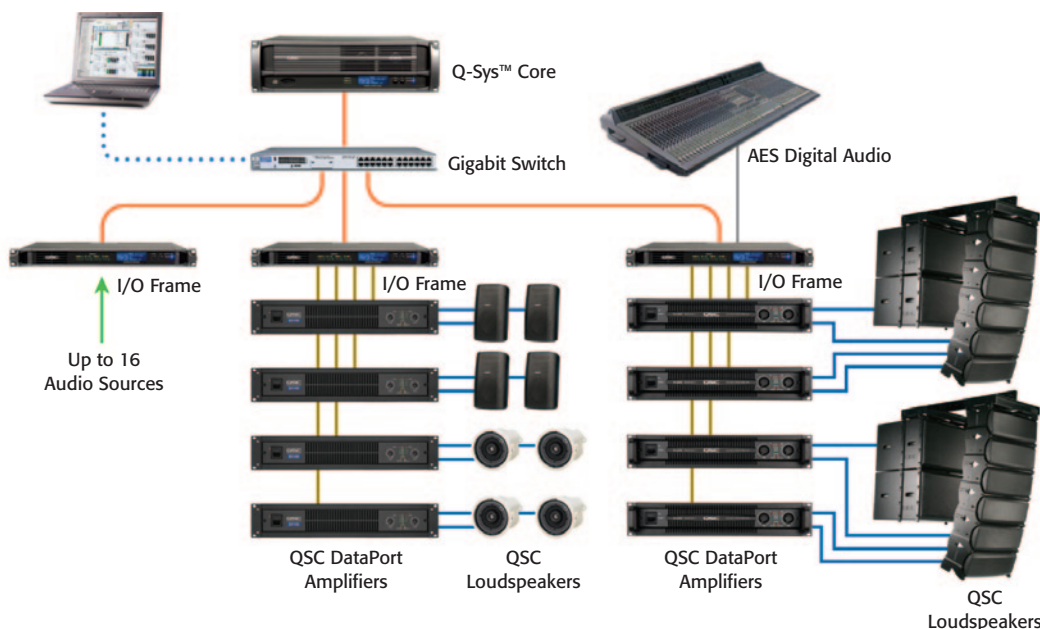 Q-Sys™ Core
Gigabit Switch
AES Digital Audio
I/O Frame
I/O Frame
I/O Frame
Up to 16
Audio Sources
QSC DataPort
Amplifiers
QSC
Loudspeakers
QSC DataPort
Amplifiers
QSC
Loudspeakers